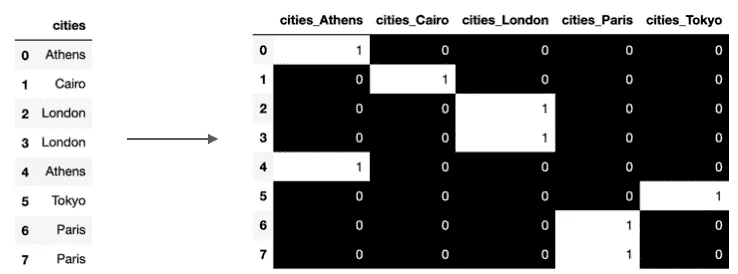 cities
0 Athens
1 Cairo
2 London
3 London
4 Athens
5 Tokyo
6 Paris
7 Paris
cities_Athens cities_Cairo cities_London cities_Paris cities_Tokyo
0 1 0 0 0 0
1 0 1 0 0 0
2 0 0 1 0 0
3 0 0 1 0 0
4 1 0 0 0 0
5 0 0 0 0 1
6 0 0 0 1 0
7 0 0 0 1 0